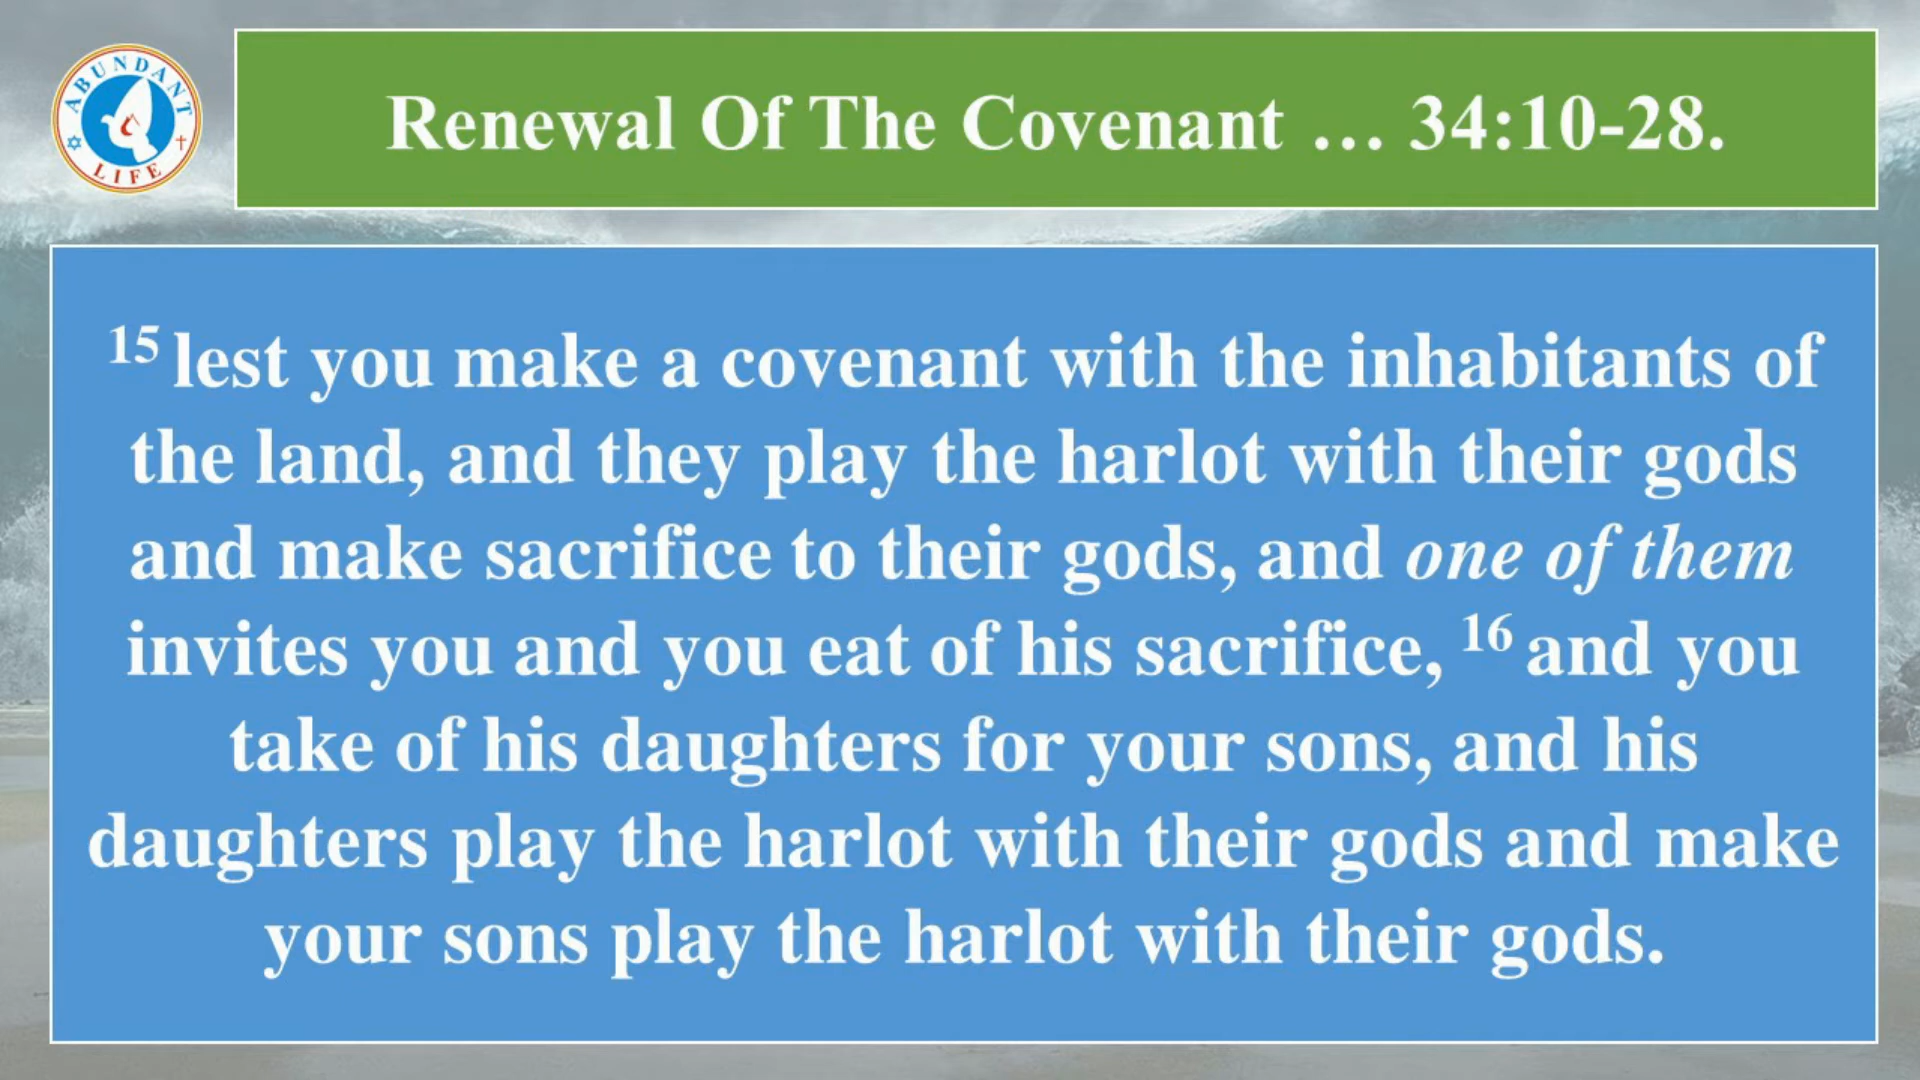 ABUNDANT
LIFE
Renewal Of The Covenant … 34:10-28.
15 lest you make a covenant with the inhabitants of
the land, and they play the harlot with their gods
and make sacrifice to their gods, and one of them
invites you and you eat of his sacrifice, 16 and you
take of his daughters for your sons, and his
daughters play the harlot with their gods and make
your sons play the harlot with their gods.